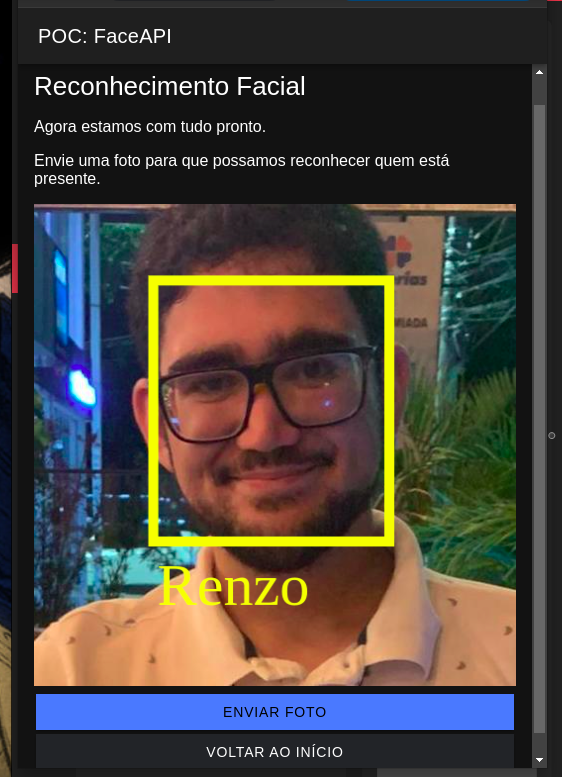 POC: FaceAPI
Reconhecimento Facial
Agora estamos com tudo pronto.
Envie uma foto para que possamos reconhecer quem está
presente.
Renzo
ENVIAR FOTO
VOLTAR AO INÍCIO